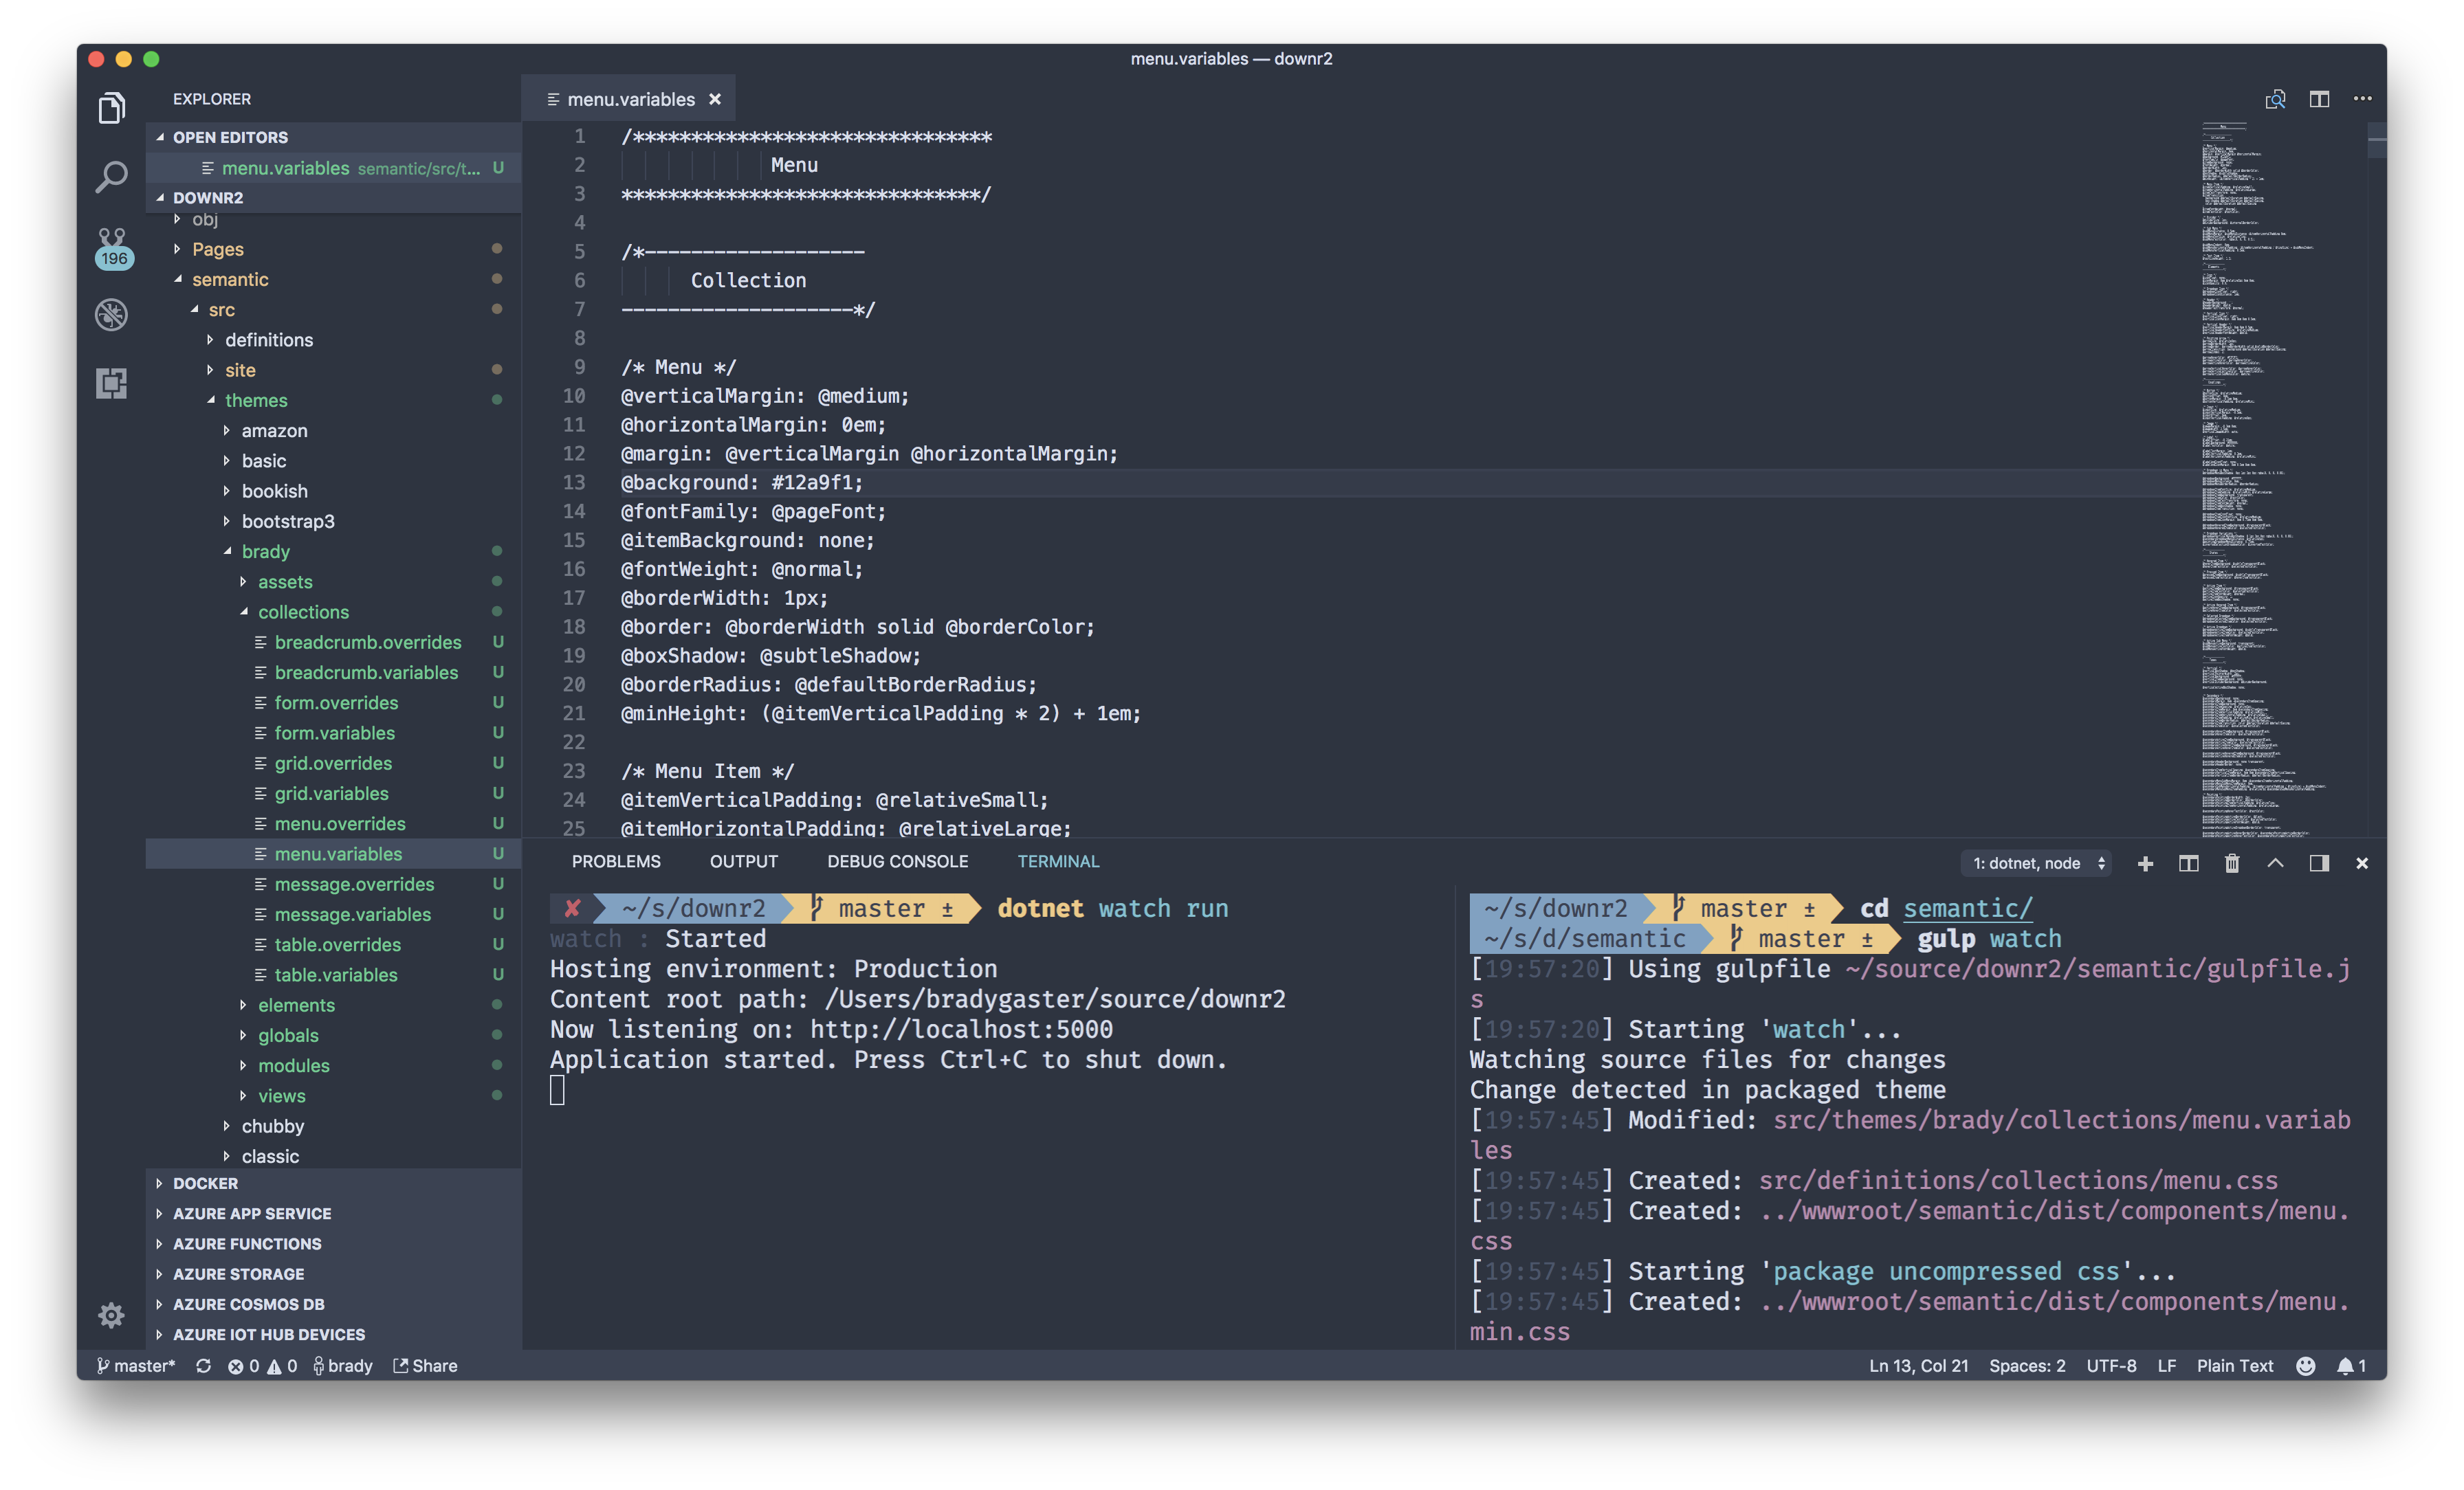 menu.variables — downr2
EXPLORER
OPEN EDITORS
menu.variables semantic/src/t... U
DOWNR2
obj
Pages
semantic
src
definitions
site
themes
amazon
basic
bookish
bootstrap3
brady
assets
collections
breadcrumb.overrides U
breadcrumb.variables U
form.overrides U
form.variables U
grid.overrides U
grid.variables U
menu.overrides U
menu.variables U
message.overrides U
message.variables U
table.overrides U
table.variables U
elements
globals
modules
views
chubby
classic
DOCKER
AZURE APP SERVICE
AZURE FUNCTIONS
AZURE STORAGE
AZURE COSMOS DB
AZURE IOT HUB DEVICES
196
menu.variables
1 /*******************************
2 Menu
3 *******************************/
4
5 /*-------------------
6 Collection
7 --------------------*/
8
9 /* Menu */
10 @verticalMargin: @medium;
11 @horizontalMargin: 0em;
12 @margin: @verticalMargin @horizontalMargin;
13 @background: #12a9f1;
14 @fontFamily: @pageFont;
15 @itemBackground: none;
16 @fontWeight: @normal;
17 @borderWidth: 1px;
18 @border: @borderWidth solid @borderColor;
19 @boxShadow: @subtleShadow;
20 @borderRadius: @defaultBorderRadius;
21 @minHeight: (@itemVerticalPadding * 2) + 1em;
22
23 /* Menu Item */
24 @itemVerticalPadding: @relativeSmall;
25 @itemHorizontalPadding: @relativeLarge;
PROBLEMS OUTPUT DEBUG CONSOLE TERMINAL
1: dotnet, node
✘ ~/s/downr2 master ± dotnet watch run
watch : Started
Hosting environment: Production
Content root path: /Users/bradygaster/source/downr2
Now listening on: http://localhost:5000
Application started. Press Ctrl+C to shut down.
~/s/downr2 master ± cd semantic/
~/s/d/semantic master ± gulp watch
[19:57:20] Using gulpfile ~/source/downr2/semantic/gulpfile.j
s
[19:57:20] Starting 'watch'...
Watching source files for changes
Change detected in packaged theme
[19:57:45] Modified: src/themes/brady/collections/menu.variab
les
[19:57:45] Created: src/definitions/collections/menu.css
[19:57:45] Created: ../wwwroot/semantic/dist/components/menu.
css
[19:57:45] Starting 'package uncompressed css'...
[19:57:45] Created: ../wwwroot/semantic/dist/components/menu.
min.css
master* 0 0 brady Share
Ln 13, Col 21 Spaces: 2 UTF-8 LF Plain Text 1